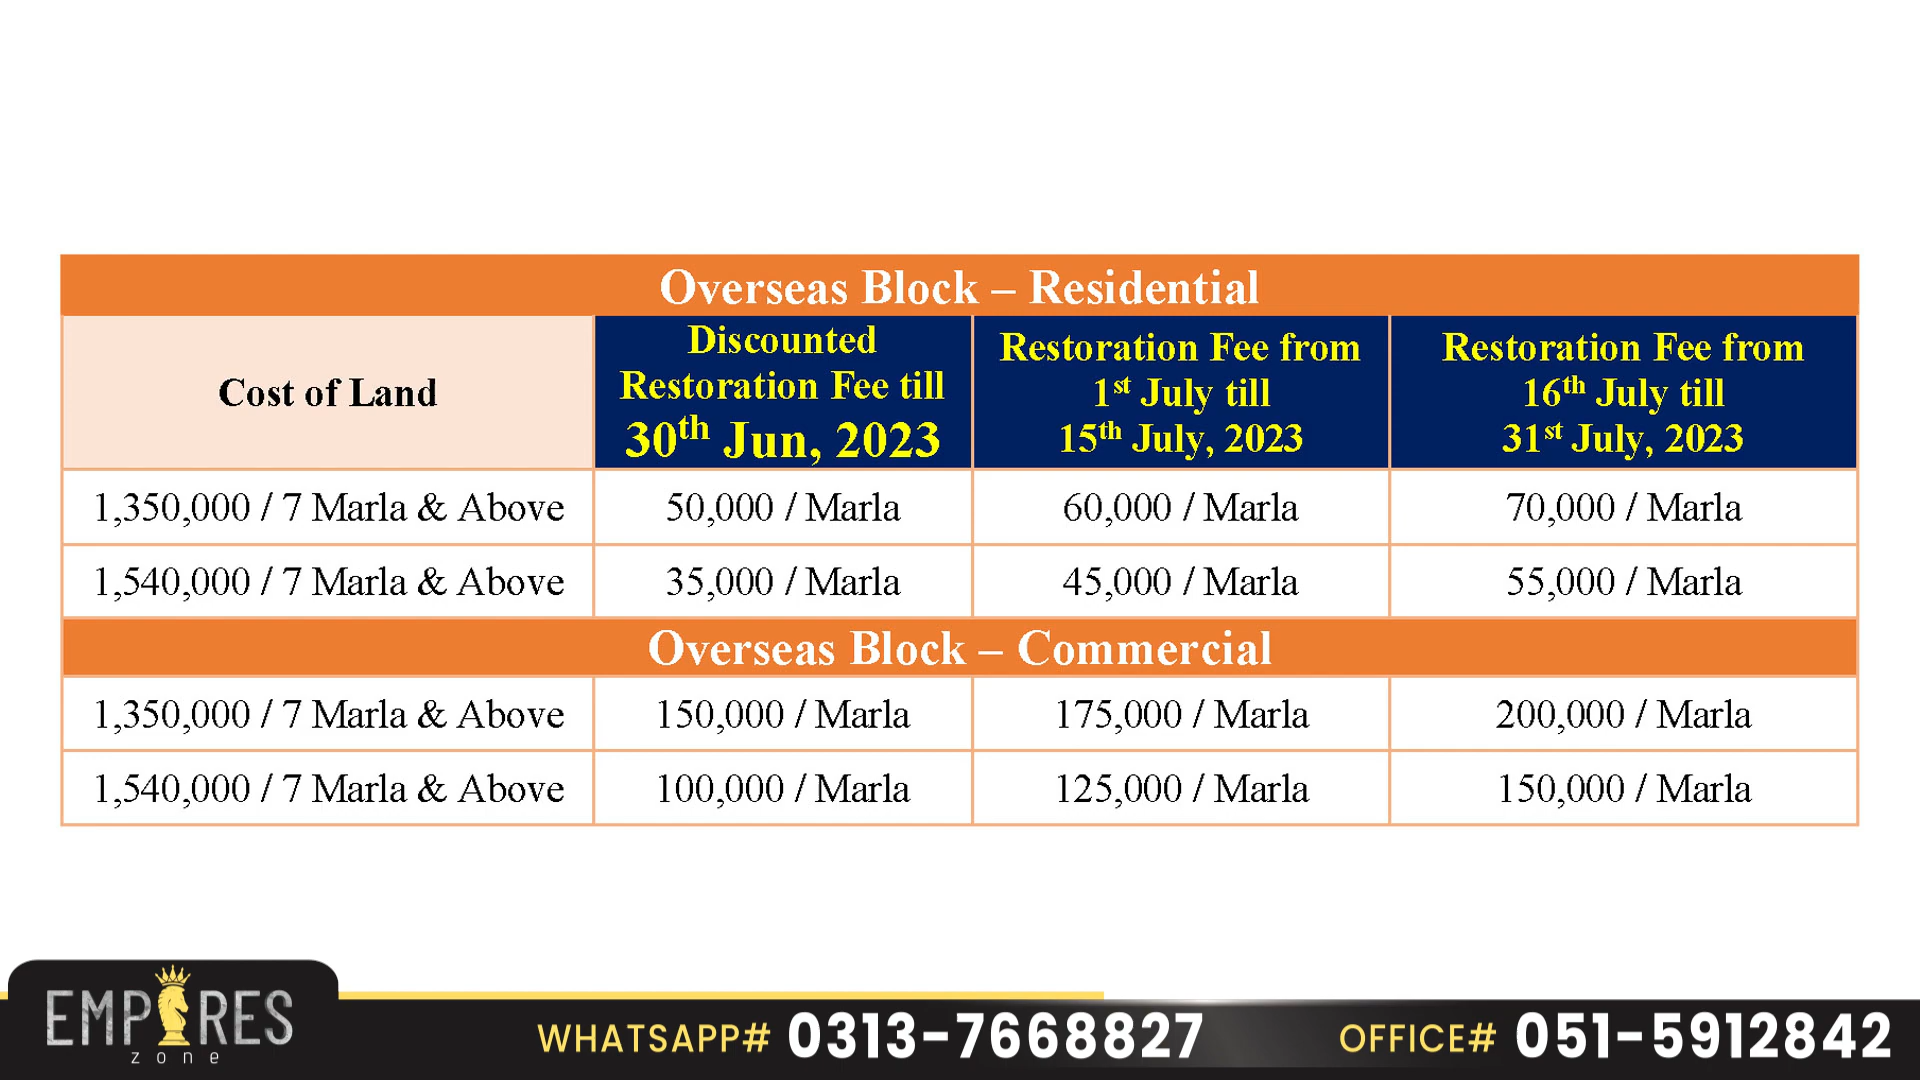 Overseas Block – Residential
Cost of Land
Discounted
Restoration Fee till
30th Jun, 2023
Restoration Fee from
1st July till
15th July, 2023
Restoration Fee from
16th July till
31st July, 2023
1,350,000 / 7 Marla & Above
50,000 / Marla
60,000 / Marla
70,000 / Marla
1,540,000 / 7 Marla & Above
35,000 / Marla
45,000 / Marla
55,000 / Marla
Overseas Block – Commercial
1,350,000 / 7 Marla & Above
150,000 / Marla
175,000 / Marla
200,000 / Marla
1,540,000 / 7 Marla & Above
100,000 / Marla
125,000 / Marla
150,000 / Marla
EMPIRES
zone
WHATSAPP# 0313-7668827
OFFICE# 051-5912842